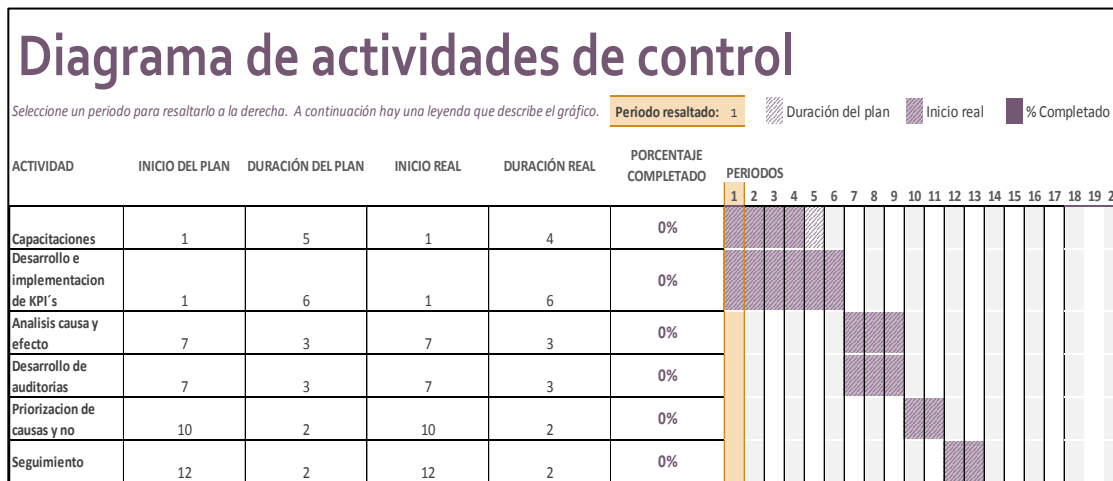 Diagrama de actividades de control
Seleccione un periodo para resaltarlo a la derecha. A continuación hay una leyenda que describe el gráfico. Periodo resaltado: 1 Duración del plan Inicio real % Completado
ACTIVIDAD INICIO DEL PLAN DURACIÓN DEL PLAN INICIO REAL DURACIÓN REAL PORCENTAJE
COMPLETADO PERIODOS
1 2 3 4 5 6 7 8 9 10 11 12 13 14 15 16 17 18 19 2
Capacitaciones 1 5 1 4 0%
Desarrollo e
implementacion
de KPI´s 1 6 1 6 0%
Analisis causa y
efecto 7 3 7 3 0%
Desarrollo de
auditorias 7 3 7 3 0%
Priorizacion de
causas y no 10 2 10 2 0%
Seguimiento 12 2 12 2 0%